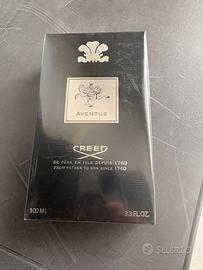 AVENTUS
CREED
DE PÈRE EN FILS DEPUIS 1760
FROM FATHER TO SON SINCE 1760
100 ML
3.3 FL.OZ.
subito